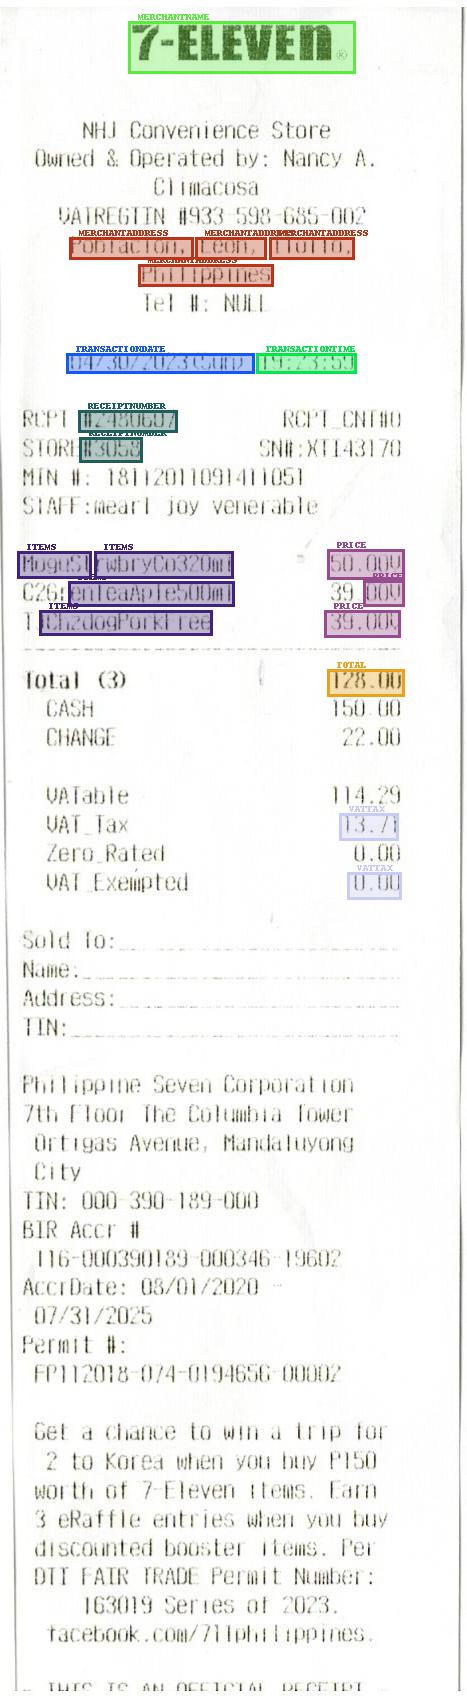 MERCHANTNAME
7-ELEVEN®
NHJ Convenience Store
Owned & Operated by: Nancy A.
Climacosa
VATREGTIN #933-598-685-002
MERCHANTADDRESS MERCHANTADDRESS MERCHANTADDRESS
Poblacion, Leon, Iloilo,
MERCHANTADDRESS
Philippines
Tel #: NULL
TRANSACTIONDATE TRANSACTIONTIME
04/30/2023(Sun) 19:23:59
RECEIPTNUMBER
RCPT #2480607 RCPT_CNT#0
RECEIPTNUMBER
STORE#3058 SN#:XTI43170
MIN #: 18112011091411051
STAFF:mearl joy venerable
ITEMS ITEMS PRICE
MoguStrwbryCo320ml 50.00V
ITEMS PRICE
C2GrenTeaAple500ml 39.00V
ITEMS PRICE
TJChzdogPorkFree 39.00V
TOTAL
Total (3) 128.00
CASH 150.00
CHANGE 22.00
VATable 114.29
VATTAX
VAT_Tax 13.71
Zero_Rated 0.00
VATTAX
VAT_Exempted 0.00
Sold To:
Name:
Address:
TIN:
Philippine Seven Corporation
7th Floor The Columbia Tower
Ortigas Avenue, Mandaluyong
City
TIN: 000-390-189-000
BIR Accr #
116-000390189-000346-19602
AccrDate: 08/01/2020 -
07/31/2025
Permit #:
FP112018-074-0194656-00002
Get a chance to win a trip for
2 to Korea when you buy P150
worth of 7-Eleven items. Earn
3 eRaffle entries when you buy
discounted booster items. Per
DTI FAIR TRADE Permit Number:
163019 Series of 2023.
facebook.com/711philippines.
- THIS IS AN OFFICIAL RECEIPT -